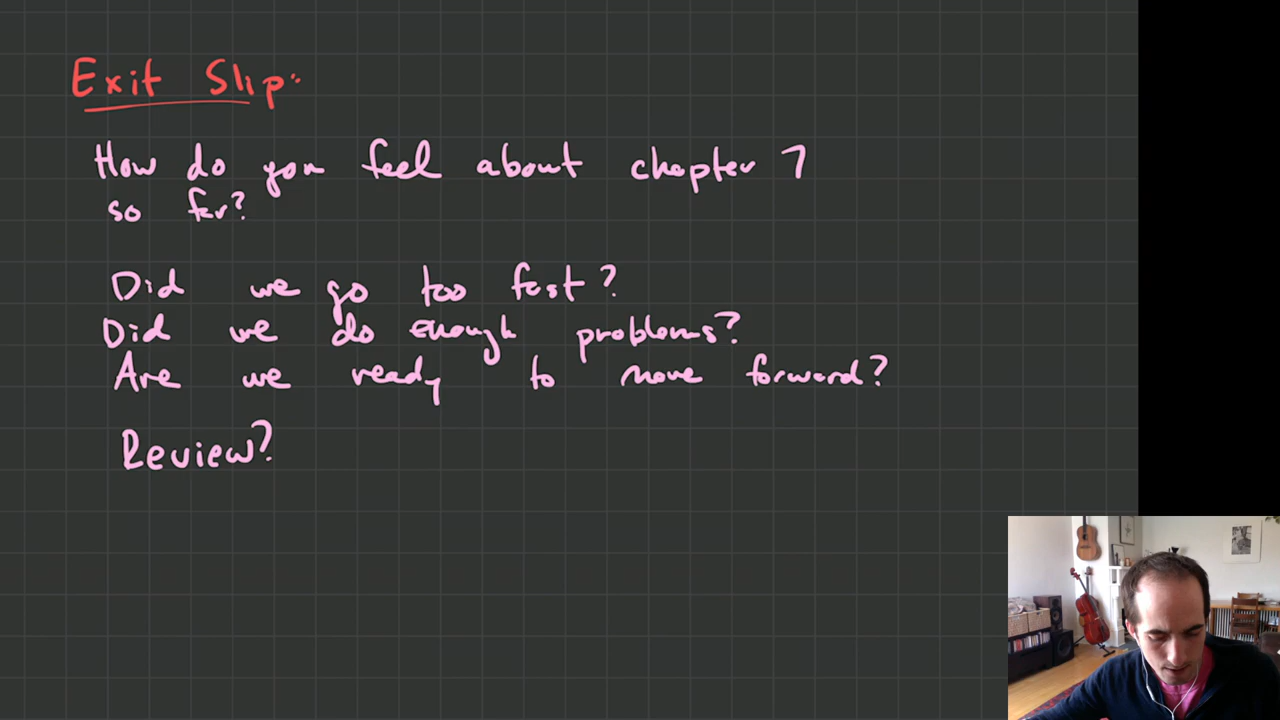 Exit Slip:
How do you feel about chapter 7
so far?
Did we go too fast?
Did we do enough problems?
Are we ready to move forward?
Review?